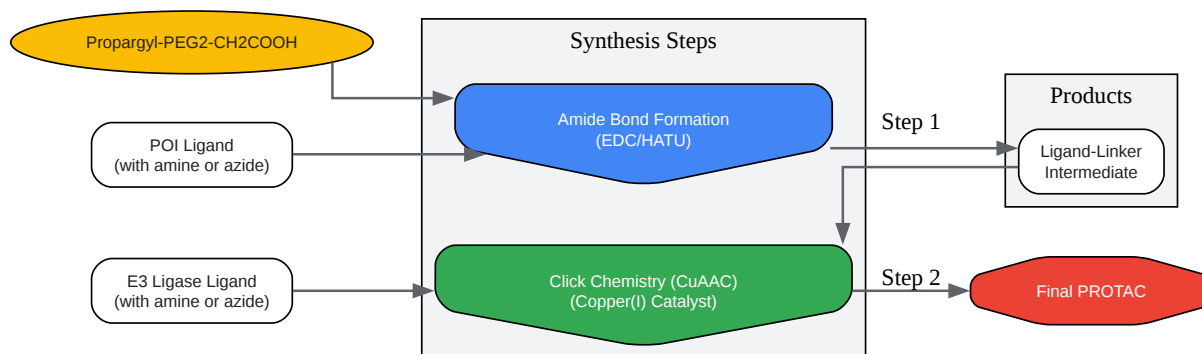 Propargyl-PEG2-CH2COOH
Synthesis Steps
Products
Amide Bond Formation
(EDC/HATU)
Step 1
POI Ligand
(with amine or azide)
Ligand-Linker
Intermediate
E3 Ligase Ligand
(with amine or azide)
Click Chemistry (CuAAC)
(Copper(I) Catalyst)
Step 2
Final PROTAC